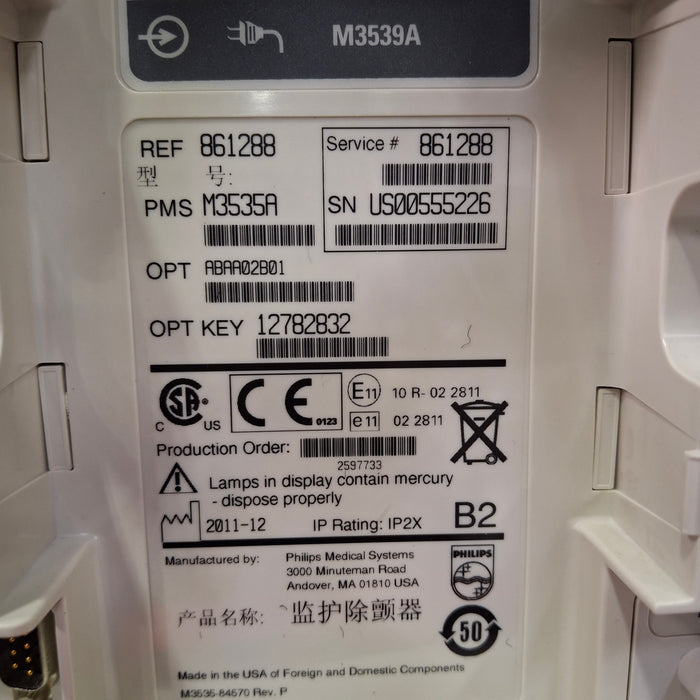 M3539A
REF 861288
型 号:
Service # 861288
PMS M3535A
SN US00555226
OPT ABAA02B01
OPT KEY 12782832
CSA
C US
CE 0123
E11 10 R- 02 2811
e11 02 2811
Production Order:
2597733
Lamps in display contain mercury
- dispose properly
2011-12 IP Rating: IP2X B2
Manufactured by: Philips Medical Systems
3000 Minuteman Road
Andover, MA 01810 USA
PHILIPS
产品名称: 监护除颤器
50
Made in the USA of Foreign and Domestic Components
M3535-84570 Rev. P